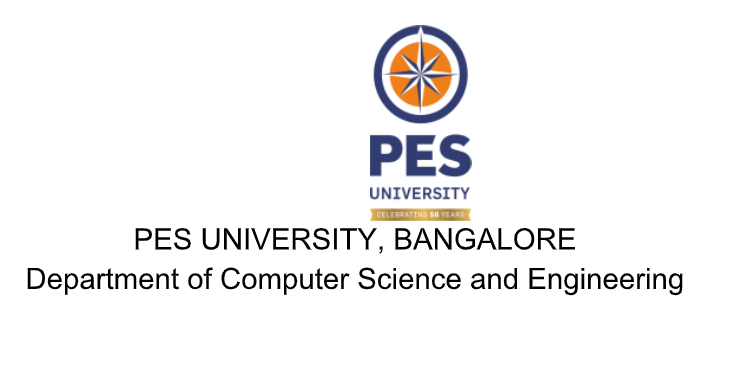 PES
UNIVERSITY
CELEBRATING 50 YEARS
PES UNIVERSITY, BANGALORE
Department of Computer Science and Engineering